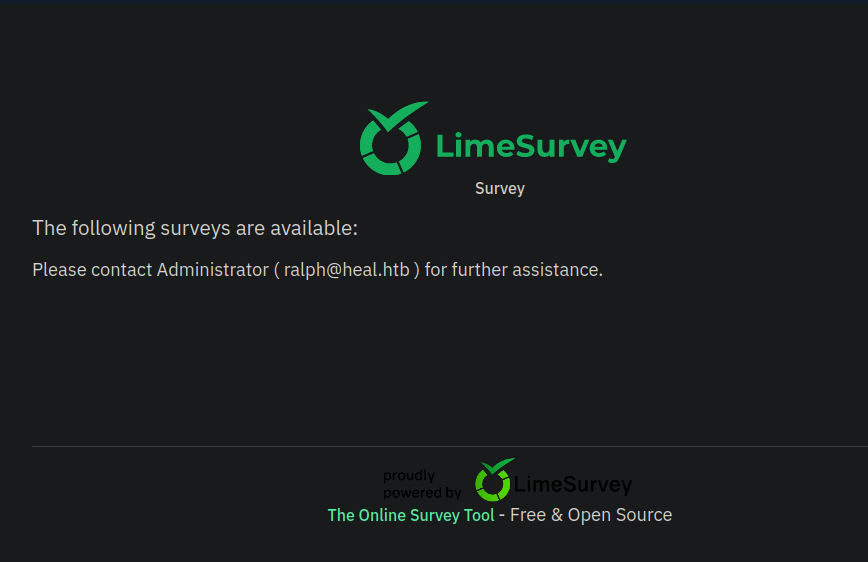 LimeSurvey
Survey
The following surveys are available:
Please contact Administrator ( ralph@heal.htb ) for further assistance.
proudly
powered by
LimeSurvey
The Online Survey Tool - Free & Open Source